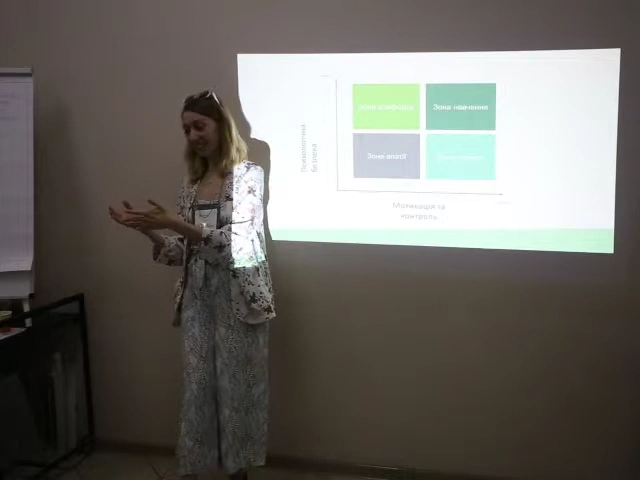 Зона комфорту
Зона навчання
Зона апатії
Психологічна
безпека
Мотивація та
контроль